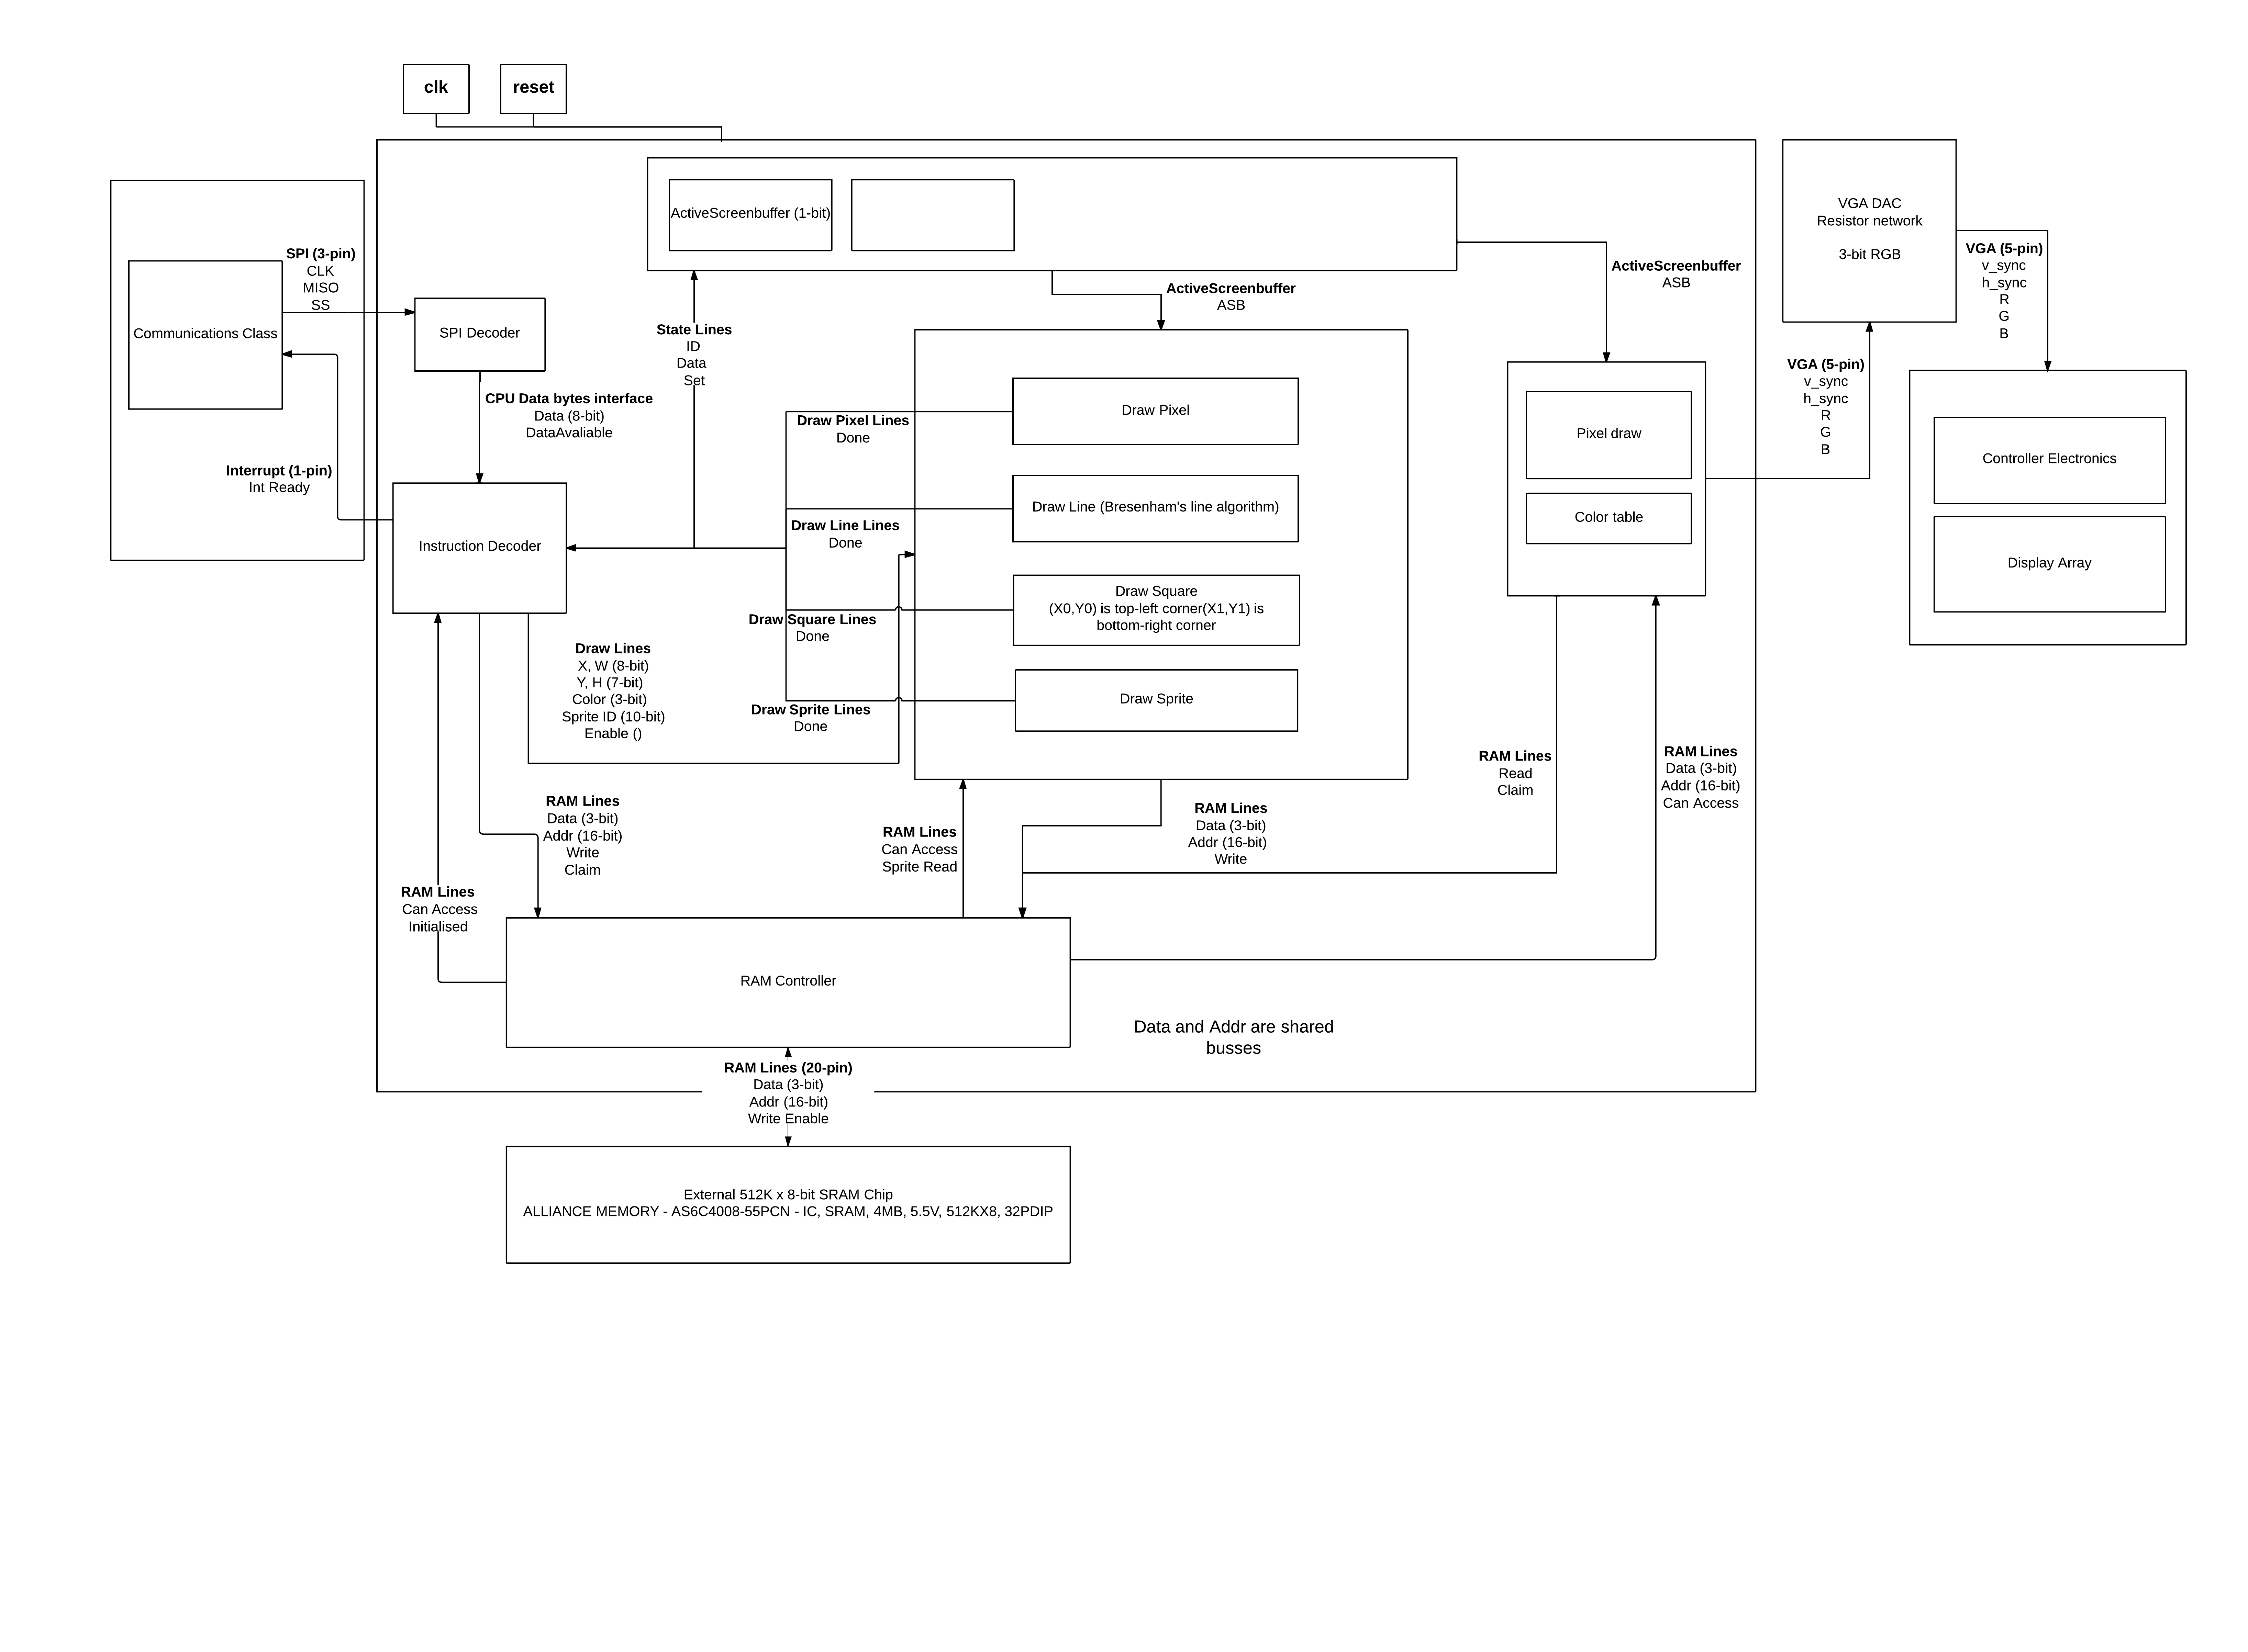 clk
reset
ActiveScreenbuffer (1-bit)
SPI (3-pin)
CLK
MISO
SS
Communications Class
SPI Decoder
Interrupt (1-pin)
Int Ready
CPU Data bytes interface
Data (8-bit)
DataAvaliable
Instruction Decoder
State Lines
ID
Data
Set
ActiveScreenbuffer
ASB
ActiveScreenbuffer
ASB
Draw Pixel Lines
Done
Draw Line Lines
Done
Draw Square Lines
Done
Draw Sprite Lines
Done
Draw Pixel
Draw Line (Bresenham's line algorithm)
Draw Square
(X0,Y0) is top-left corner(X1,Y1) is
bottom-right corner
Draw Sprite
Draw Lines
X, W (8-bit)
Y, H (7-bit)
Color (3-bit)
Sprite ID (10-bit)
Enable ()
Pixel draw
Color table
VGA DAC
Resistor network
3-bit RGB
VGA (5-pin)
v_sync
h_sync
R
G
B
VGA (5-pin)
v_sync
h_sync
R
G
B
Controller Electronics
Display Array
RAM Lines
Can Access
Initialised
RAM Lines
Data (3-bit)
Addr (16-bit)
Write
Claim
RAM Lines
Can Access
Sprite Read
RAM Lines
Data (3-bit)
Addr (16-bit)
Write
RAM Lines
Read
Claim
RAM Lines
Data (3-bit)
Addr (16-bit)
Can Access
RAM Controller
Data and Addr are shared
busses
RAM Lines (20-pin)
Data (3-bit)
Addr (16-bit)
Write Enable
External 512K x 8-bit SRAM Chip
ALLIANCE MEMORY - AS6C4008-55PCN - IC, SRAM, 4MB, 5.5V, 512KX8, 32PDIP